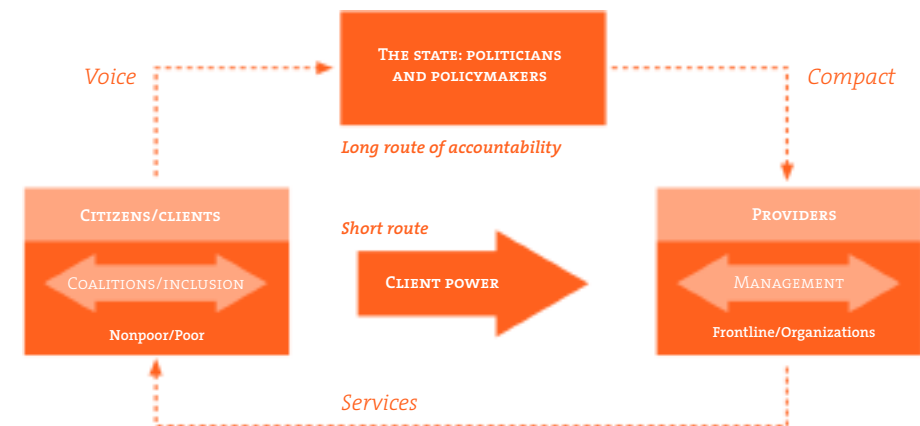 The state: politicians
and policymakers
Voice
Compact
Long route of accountability
Citizens/clients
Providers
Short route
Coalitions/inclusion
Client power
Management
Nonpoor/Poor
Frontline/Organizations
Services